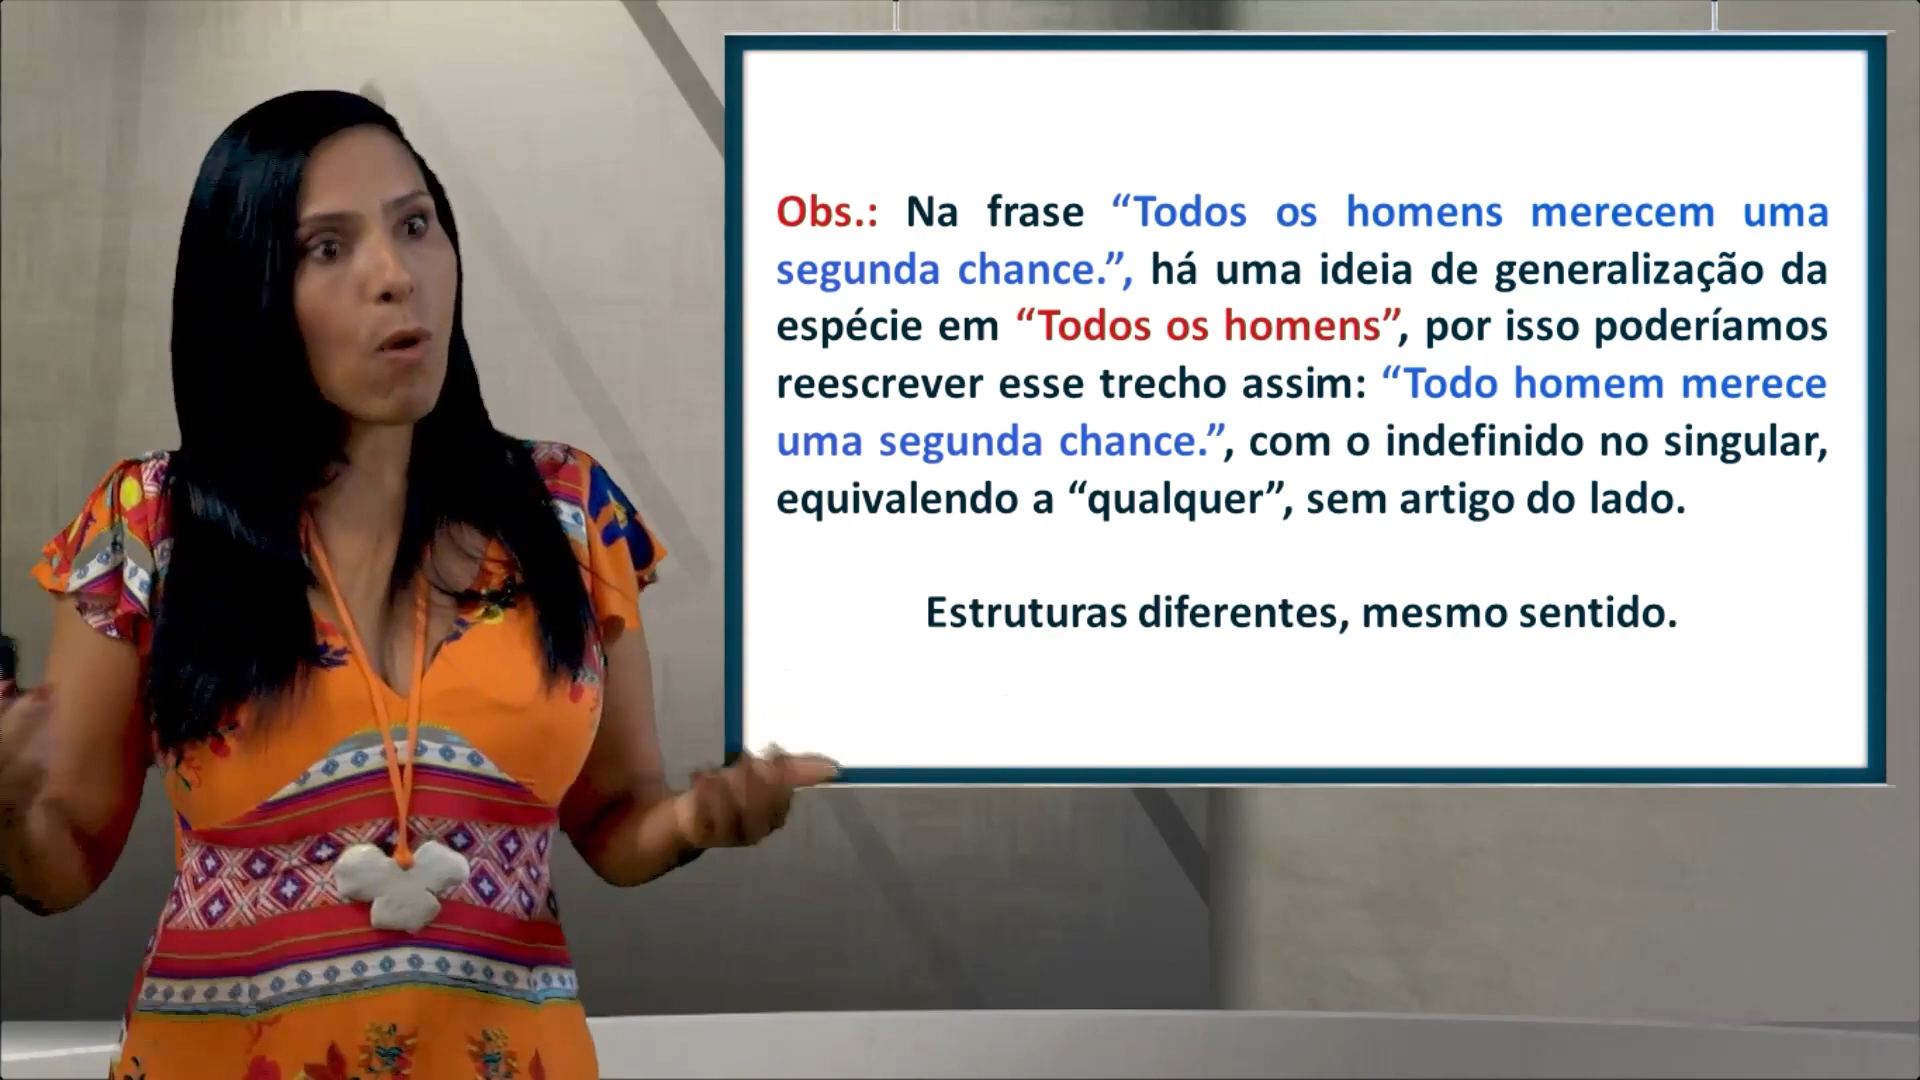 Obs.: Na frase “Todos os homens merecem uma
segunda chance.”, há uma ideia de generalização da
espécie em “Todos os homens”, por isso poderíamos
reescrever esse trecho assim: “Todo homem merece
uma segunda chance.”, com o indefinido no singular,
equivalendo a “qualquer”, sem artigo do lado.
Estruturas diferentes, mesmo sentido.